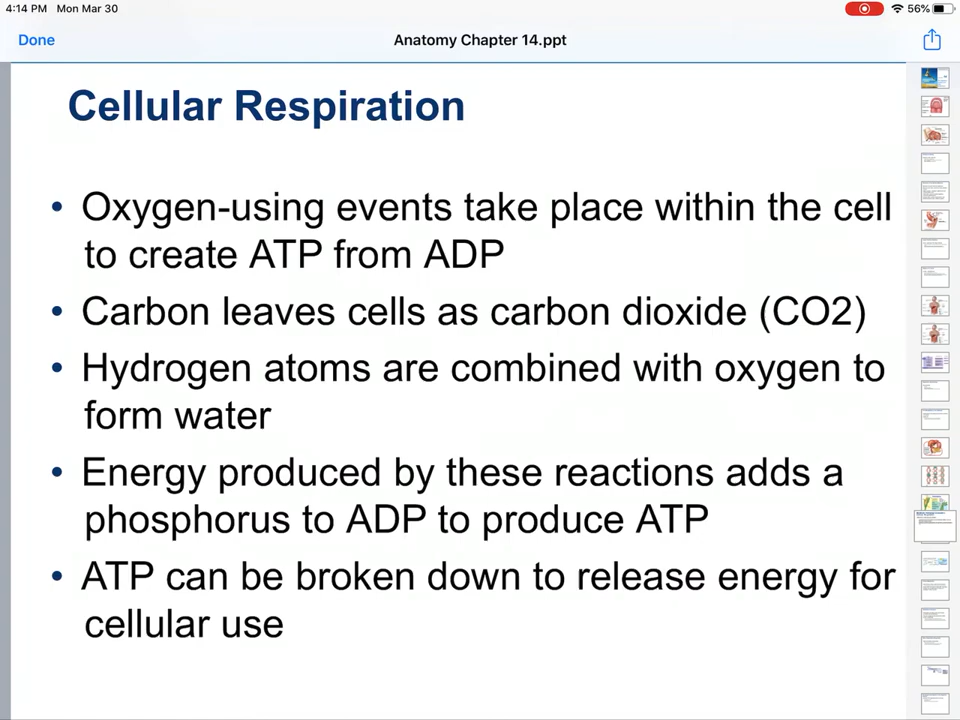 4:14 PM Mon Mar 30
56%
Done
Anatomy Chapter 14.ppt
Cellular Respiration
• Oxygen-using events take place within the cell
to create ATP from ADP
• Carbon leaves cells as carbon dioxide (CO2)
• Hydrogen atoms are combined with oxygen to
form water
• Energy produced by these reactions adds a
phosphorus to ADP to produce ATP
• ATP can be broken down to release energy for
cellular use